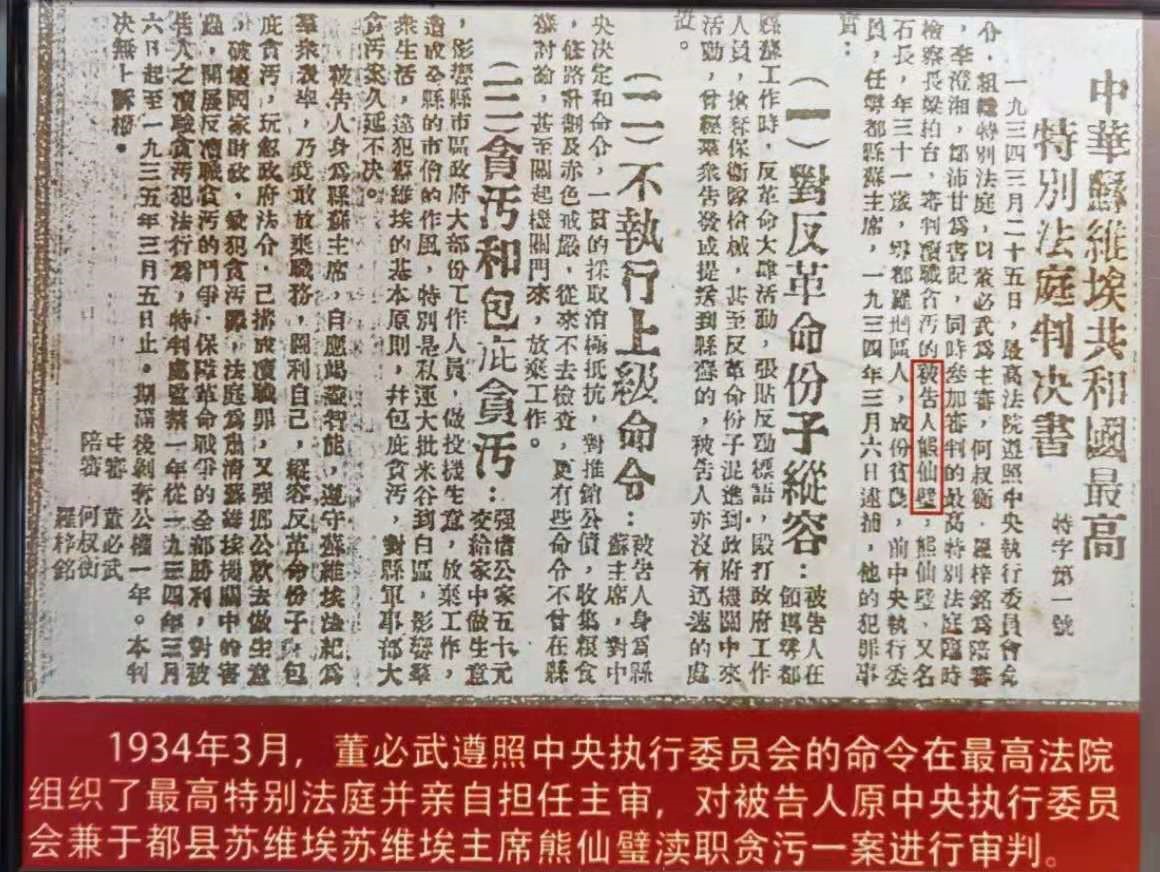 中華蘇維埃共和國最高
特別法庭判决書
特字第一號
一九三四三月二十五日，最高法院遵照中央執行委員會命
令，組織特別法庭，以董必武爲主審，何叔衡．羅梓銘爲陪審
，李澄湘，鄒沛甘爲書記，同時參加審判的最高特別法庭臨時
檢察長梁柏台，審判瀆職貪污的被告人熊仙璧，熊仙璧，又名
石長，年三十一歲，雩都羅地區人，成份貧民，前中央執行委
員，任雩都縣蘇主席，一九三四年三月六日逮捕，他的犯罪事
實：
（一）對反革命份子縱容：被告人在
領導雩都
縣蘇工作時，反革命大肆活動，張貼反動標語，毆打政府工作
人員，搶奪保衛隊槍械，甚至反革命份子混進到政府機關中來
活動，曾經羣衆告發或提送到縣蘇的，被告人亦沒有迅速的處
置。
（二）不執行上級命令：被告人身爲縣
蘇主席，對中
央决定和命令，一貫的採取消極抵抗，對推銷公債，收集粮食
，修路計劃及赤色戒嚴，從來不去檢查，更有些命令不曾在縣
蘇討論，甚至關起機關門來，放棄工作。
（三）貪污和包庇貪污：强借公家五十元
交給家中做生意
，影響縣市區政府大部份工作人員，做投機生意，放棄工作，
造成全縣的市儈的作風，特別是私運大批米谷到白區，影響羣
衆生活，違犯蘇維埃的基本原則，幷包庇貪污，對縣軍事部大
貪污案久延不决。
被告人身爲縣蘇主席，自應竭盡智能，遵守蘇維埃法紀爲
羣衆表率，乃竟敢放棄職務，圖利自己，縱容反革命份子，包
庇貪污，玩叙政府法令，已構成瀆職罪，又强挪公欵去做生意
，破壞國家財政，實犯貪污罪，法庭爲肅清蘇維埃機關中的害
蟲，開展反瀆職貪污的鬥爭，保障革命戰爭的全部勝利，對被
告人之瀆職貪污犯法行爲，特判處監禁一年從一九三四年三月
六日起至一九三五年三月五日止。期滿後剝奪公權一年。本判
决無上訴權。
主審　董必武
陪審　何叔衡
羅梓銘
1934年3月，董必武遵照中央执行委员会的命令在最高法院
组织了最高特别法庭并亲自担任主审，对被告人原中央执行委员
会兼于都县苏维埃苏维埃主席熊仙璧渎职贪污一案进行审判。